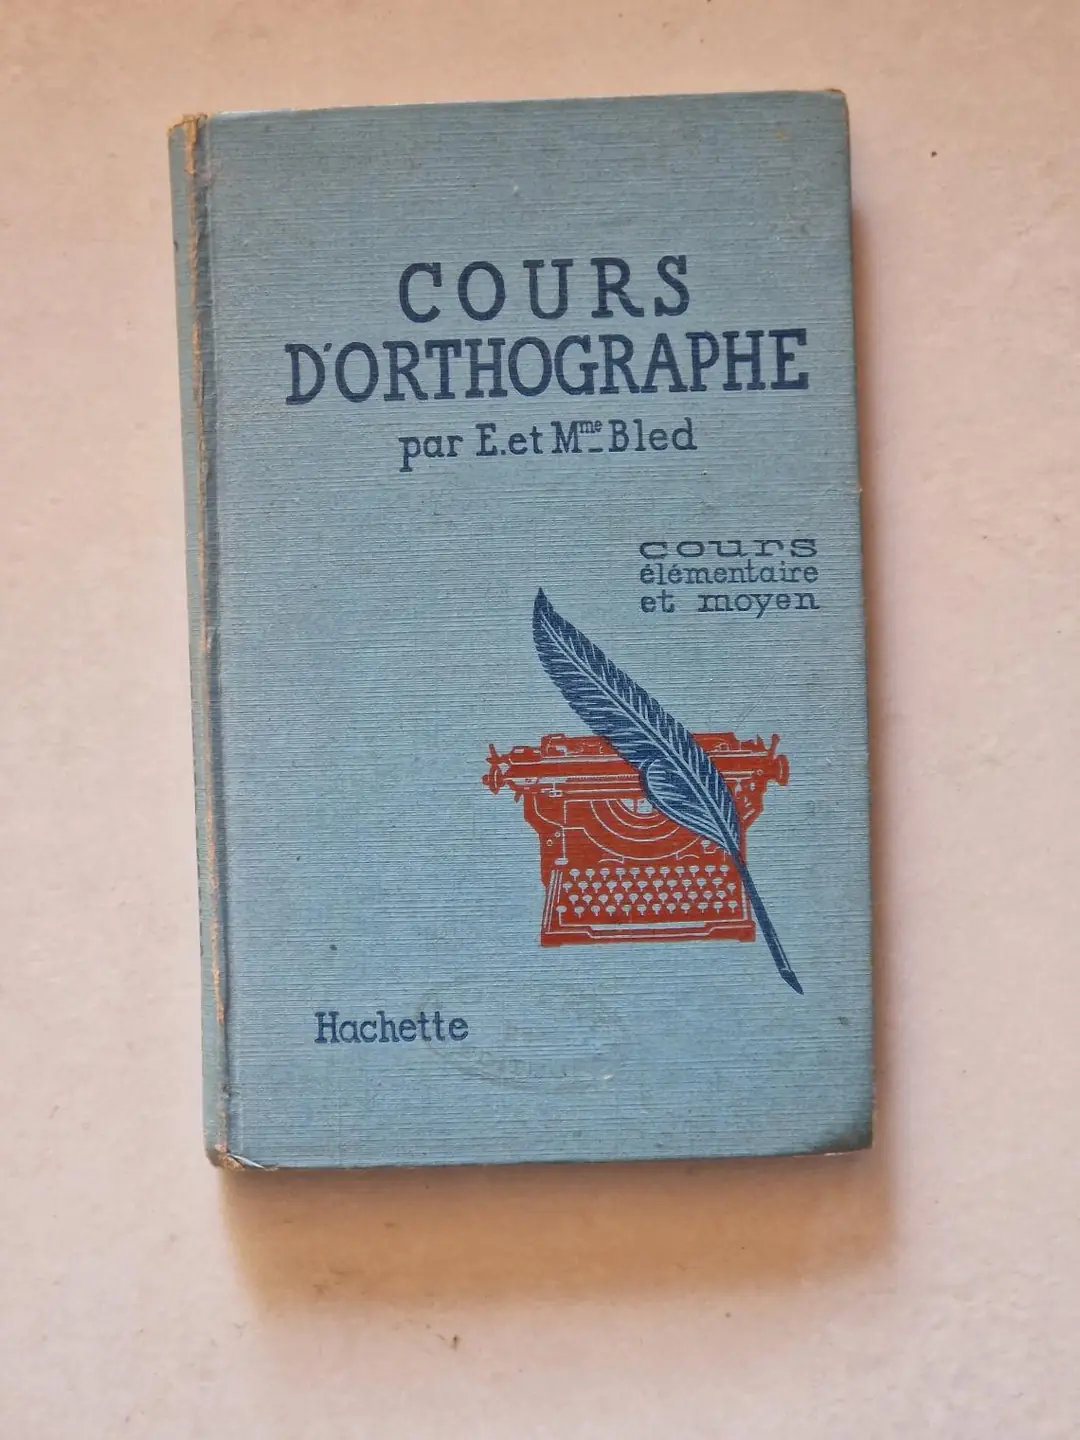 COURS
D'ORTHOGRAPHE
par E. et Mme Bled
cours
élémentaire
et moyen
Hachette